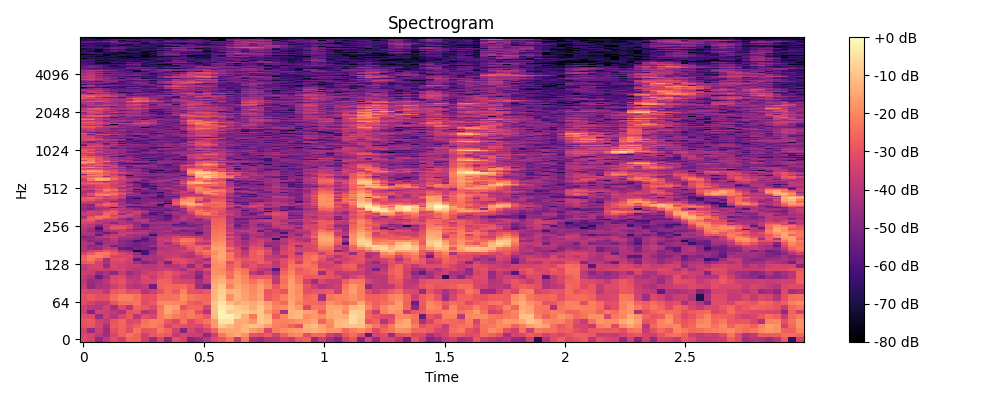 Spectrogram
Hz
4096
2048
1024
512
256
128
64
0
0
0.5
1
1.5
2
2.5
Time
+0 dB
-10 dB
-20 dB
-30 dB
-40 dB
-50 dB
-60 dB
-70 dB
-80 dB